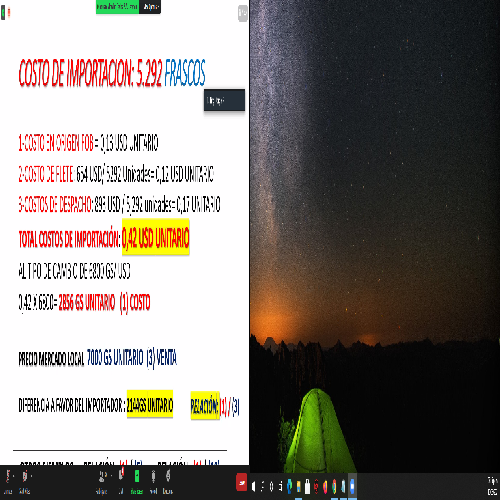 COSTO DE IMPORTACION: 5.292 FRASCOS
1-COSTO EN ORIGEN FOB = 0,13 USD UNITARIO
2-COSTO DE FLETE: 654 USD/ 5292 Unidades= 0,12 USD UNITARIO
3-COSTOS DE DESPACHO: 898 USD / 5,292 unidades= 0,17 UNITARIO
TOTAL COSTOS DE IMPORTACIÓN: 0,42 USD UNITARIO
AL TIPO DE CAMBIO DE 6800 GS/ USD
0,42 X 6800= 2856 GS UNITARIO (1) COSTO
PRECIO MERCADO LOCAL 7000 GS UNITARIO (3) VENTA
DIFERENCIA A FAVOR DEL IMPORTADOR : 2144GS UNITARIO RELACIÓN: (1) / (3)